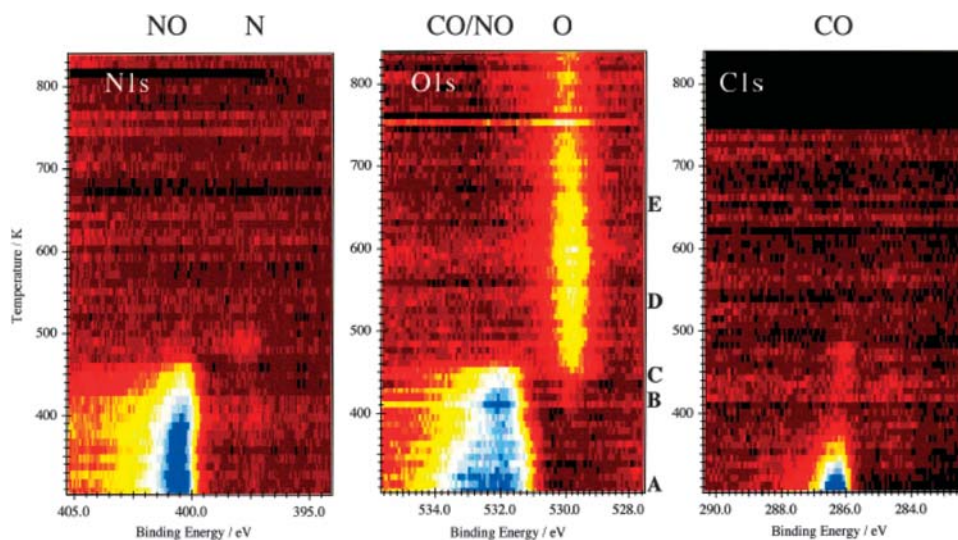 NO N
CO/NO O
CO
N1s
O1s
C1s
Temperature / K
800
700
600
500
400
405.0 400.0 395.0
Binding Energy / eV
800
700
600
500
400
E
D
C
B
A
534.0 532.0 530.0 528.0
Binding Energy / eV
800
700
600
500
400
290.0 288.0 286.0 284.0
Binding Energy / eV